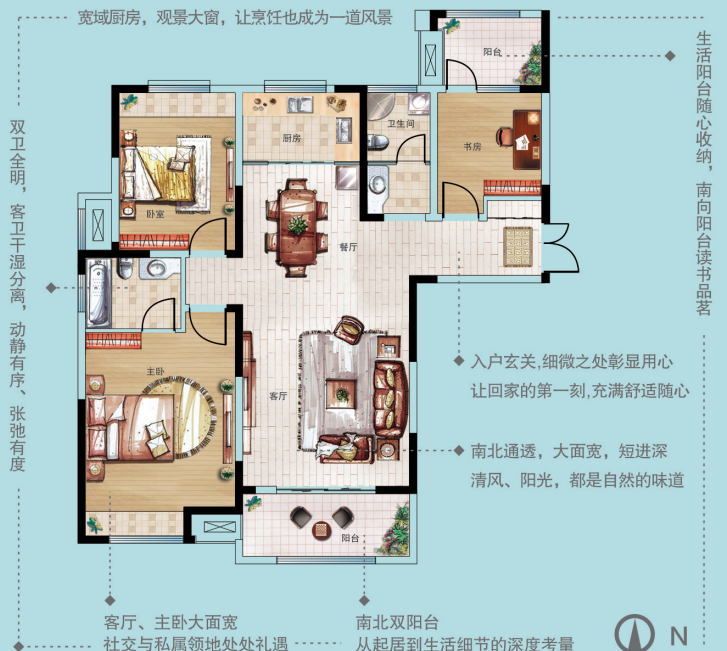 宽域厨房，观景大窗，让烹饪也成为一道风景
生活阳台随心收纳，南向阳台读书品茗
双卫全明，客卫干湿分离，动静有序、张弛有度
阳台
厨房
卫生间
书房
卧室
餐厅
主卧
客厅
阳台
入户玄关,细微之处彰显用心
让回家的第一刻,充满舒适随心
南北通透，大面宽，短进深
清风、阳光，都是自然的味道
客厅、主卧大面宽
社交与私属领地处处礼遇
南北双阳台
从起居到生活细节的深度考量
N